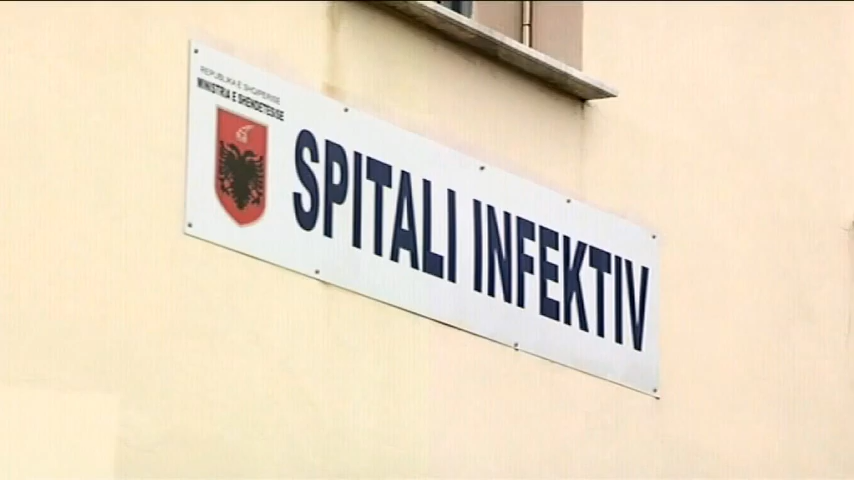 REPUBLIKA E SHQIPERISE
MINISTRIA E SHENDETESISE
SPITALI INFEKTIV